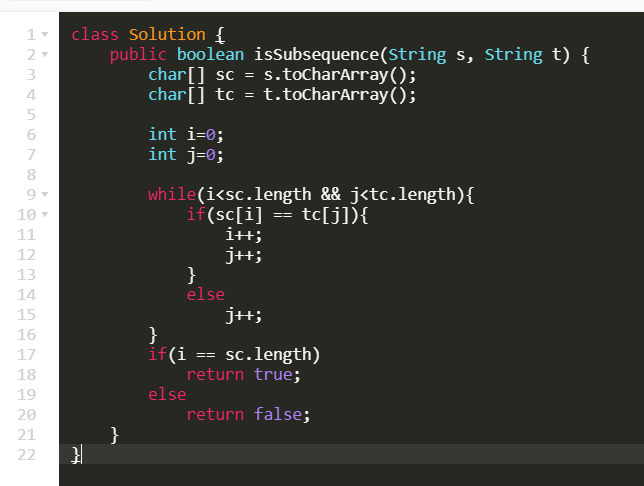 1 class Solution {
2     public boolean isSubsequence(String s, String t) {
3         char[] sc = s.toCharArray();
4         char[] tc = t.toCharArray();
5
6         int i=0;
7         int j=0;
8
9         while(i<sc.length && j<tc.length){
10             if(sc[i] == tc[j]){
11                 i++;
12                 j++;
13             }
14             else
15                 j++;
16         }
17         if(i == sc.length)
18             return true;
19         else
20             return false;
21     }
22 }